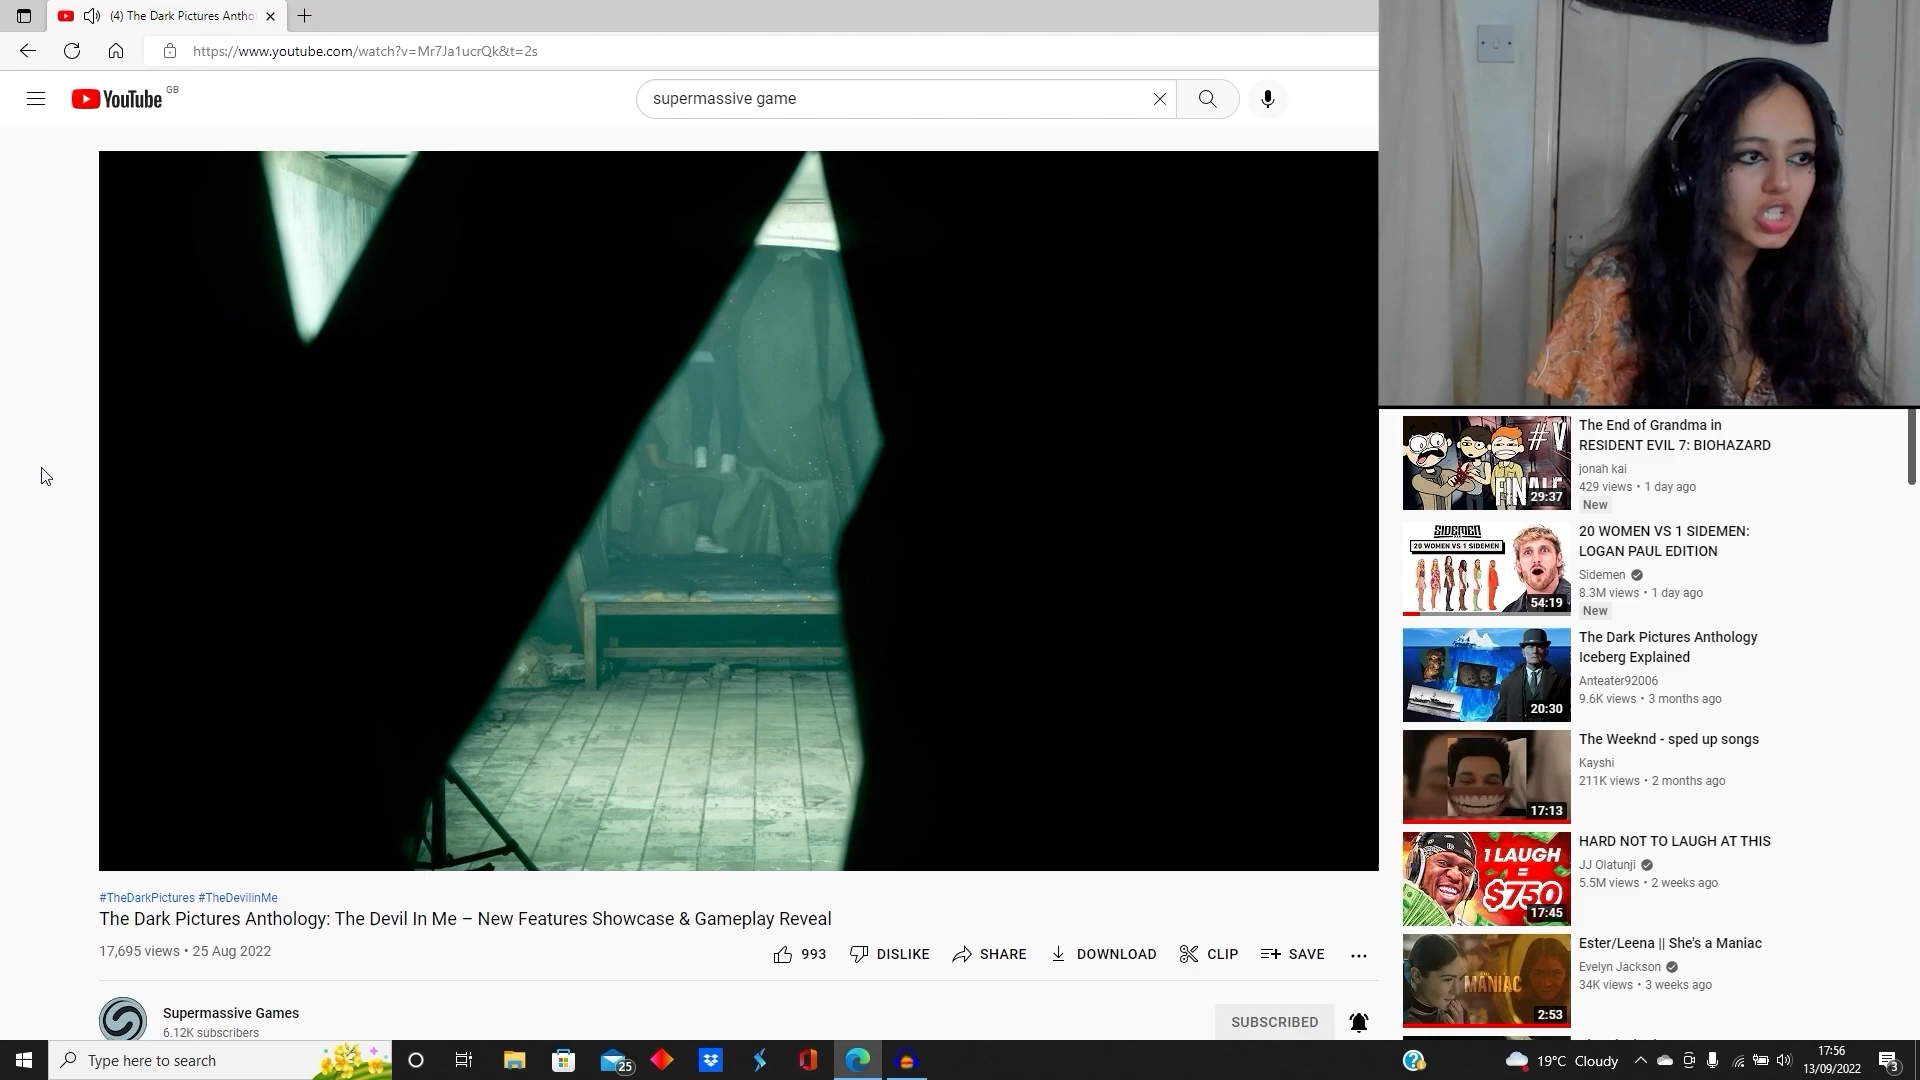 (4) The Dark Pictures Antho
https://www.youtube.com/watch?v=Mr7Ja1ucrQk&t=2s
YouTube GB
supermassive game
#TheDarkPictures #TheDevilinMe
The Dark Pictures Anthology: The Devil In Me – New Features Showcase & Gameplay Reveal
17,695 views • 25 Aug 2022
993 DISLIKE SHARE DOWNLOAD CLIP SAVE
Supermassive Games
6.12K subscribers
SUBSCRIBED
#V
FINALE
29:37
The End of Grandma in
RESIDENT EVIL 7: BIOHAZARD
jonah kai
429 views • 1 day ago
New
SIDEMEN
20 WOMEN VS 1 SIDEMEN
54:19
20 WOMEN VS 1 SIDEMEN:
LOGAN PAUL EDITION
Sidemen
8.3M views • 1 day ago
New
20:30
The Dark Pictures Anthology
Iceberg Explained
Anteater92006
9.6K views • 3 months ago
17:13
The Weeknd - sped up songs
Kayshi
211K views • 2 months ago
1 LAUGH
=
$750
17:45
HARD NOT TO LAUGH AT THIS
JJ Olatunji
5.5M views • 2 weeks ago
MANIAC
2:53
Ester/Leena || She's a Maniac
Evelyn Jackson
34K views • 3 weeks ago
Type here to search
25
19°C Cloudy
17:56
13/09/2022
3